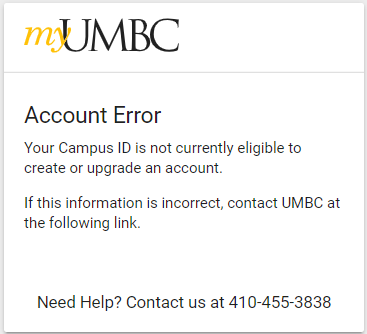 myUMBC
Account Error
Your Campus ID is not currently eligible to
create or upgrade an account.
If this information is incorrect, contact UMBC at
the following link.
Need Help? Contact us at 410-455-3838